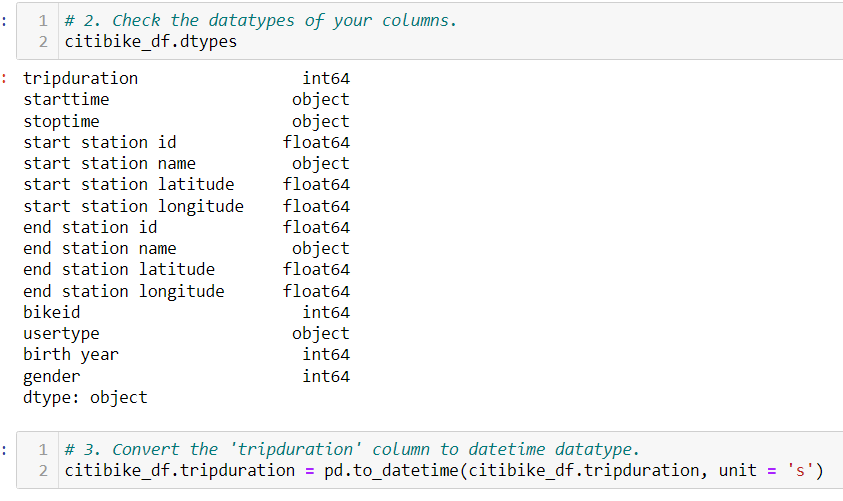 : 1 # 2. Check the datatypes of your columns.
2 citibike_df.dtypes
: tripduration int64
starttime object
stoptime object
start station id float64
start station name object
start station latitude float64
start station longitude float64
end station id float64
end station name object
end station latitude float64
end station longitude float64
bikeid int64
usertype object
birth year int64
gender int64
dtype: object
: 1 # 3. Convert the 'tripduration' column to datetime datatype.
2 citibike_df.tripduration = pd.to_datetime(citibike_df.tripduration, unit = 's')